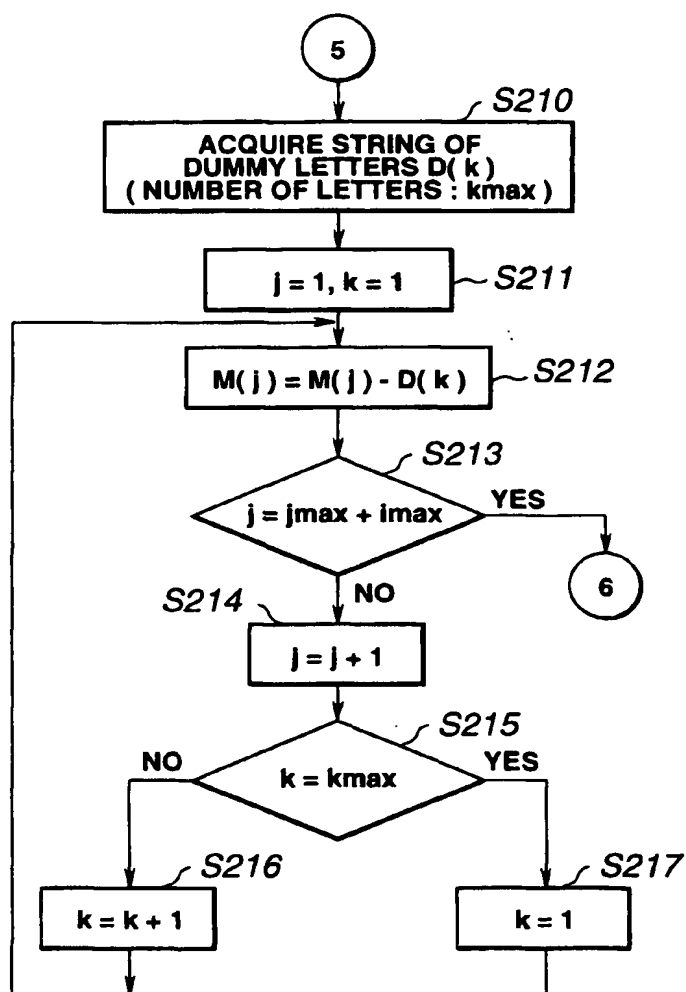 5
S210
ACQUIRE STRING OF
DUMMY LETTERS D( k )
( NUMBER OF LETTERS : kmax )
j = 1, k = 1
S211
M( j ) = M( j ) - D( k )
S212
S213
j = jmax + imax
YES
6
NO
S214
j = j + 1
S215
NO
YES
k = kmax
S216
S217
k = k + 1
k = 1